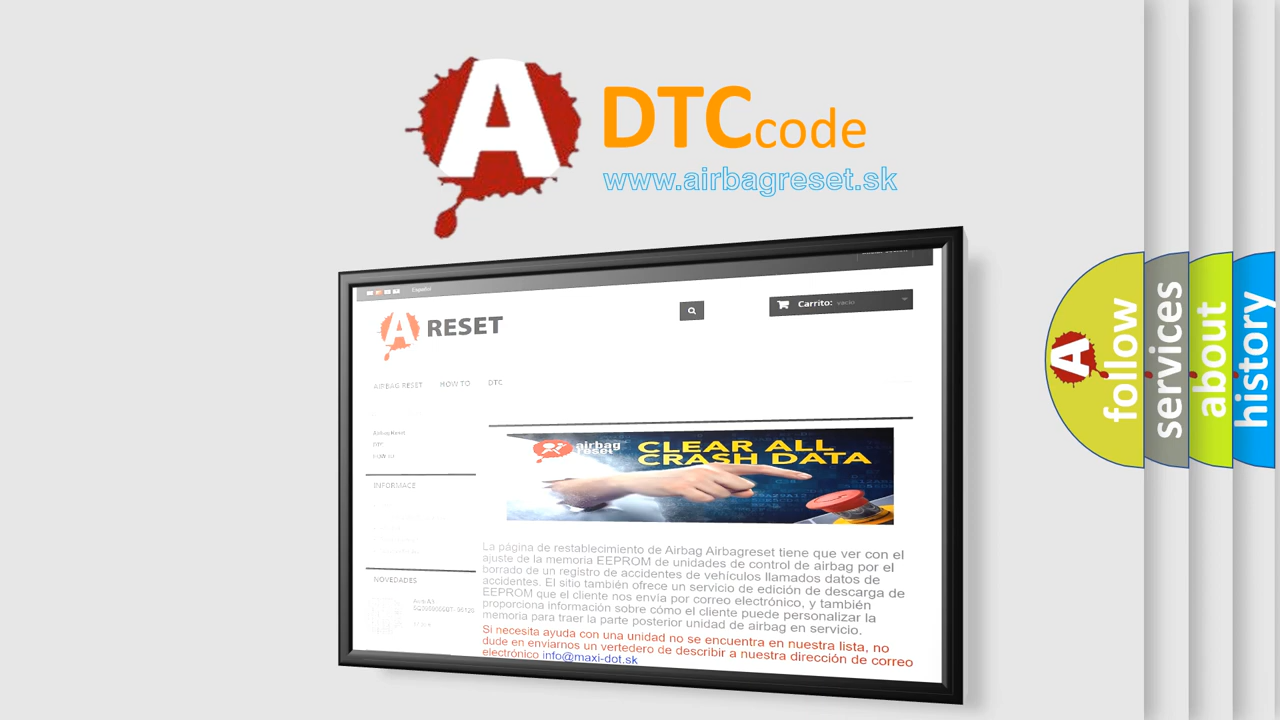 A
DTCcode
www.airbagreset.sk
Español
A RESET
Carrito: vacío
AIRBAG RESET HOW TO DTC
Airbag Reset
DTC
INFORMACE
airbag
reset
CLEAR ALL
CRASH DATA
La página de restablecimiento de Airbag Airbagreset tiene que ver con el
ajuste de la memoria EEPROM de unidades de control de airbag por el
borrado de un registro de accidentes de vehículos llamados datos de
accidentes. El sitio también ofrece un servicio de edición de descarga de
EEPROM que el cliente nos envía por correo electrónico, y también
proporciona información sobre cómo el cliente puede personalizar la
memoria para traer la parte posterior unidad de airbag en servicio.
Si necesita ayuda con una unidad no se encuentra en nuestra lista, no
dude en enviarnos un vertedero de describir a nuestra dirección de correo
electrónico info@maxi-dot.sk
NOVEDADES
A
follow
services
about
history